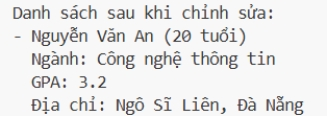 Danh sách sau khi chỉnh sửa:
- Nguyễn Văn An (20 tuổi)
  Ngành: Công nghệ thông tin
  GPA: 3.2
  Địa chỉ: Ngô Sĩ Liên, Đà Nẵng